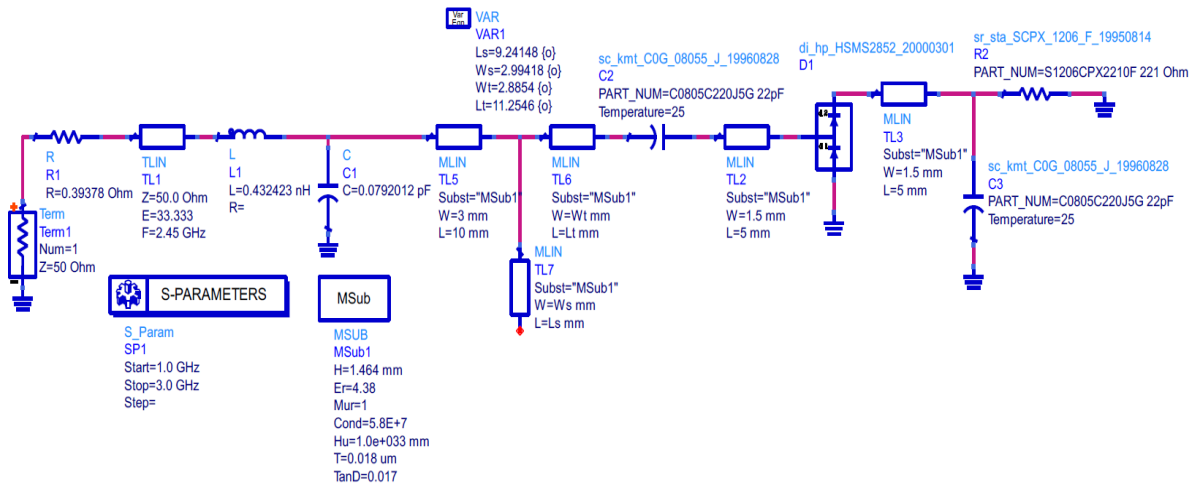 Var
Eqn
VAR
VAR1
Ls=9.24148 {o}
Ws=2.99418 {o}
Wt=2.8854 {o}
Lt=11.2546 {o}
sc_kmt_C0G_08055_J_19960828
C2
PART_NUM=C0805C220J5G 22pF
Temperature=25
di_hp_HSMS2852_20000301
D1
sr_sta_SCPX_1206_F_19950814
R2
PART_NUM=S1206CPX2210F 221 Ohm
R
R1
R=0.39378 Ohm
TLIN
TL1
Z=50.0 Ohm
E=33.333
F=2.45 GHz
L
L1
L=0.432423 nH
R=
C
C1
C=0.0792012 pF
MLIN
TL5
Subst="MSub1"
W=3 mm
L=10 mm
MLIN
TL6
Subst="MSub1"
W=Wt mm
L=Lt mm
MLIN
TL2
Subst="MSub1"
W=1.5 mm
L=5 mm
MLIN
TL3
Subst="MSub1"
W=1.5 mm
L=5 mm
sc_kmt_C0G_08055_J_19960828
C3
PART_NUM=C0805C220J5G 22pF
Temperature=25
Term
Term1
Num=1
Z=50 Ohm
MLIN
TL7
Subst="MSub1"
W=Ws mm
L=Ls mm
S-PARAMETERS
S_Param
SP1
Start=1.0 GHz
Stop=3.0 GHz
Step=
MSub
MSUB
MSub1
H=1.464 mm
Er=4.38
Mur=1
Cond=5.8E+7
Hu=1.0e+033 mm
T=0.018 um
TanD=0.017